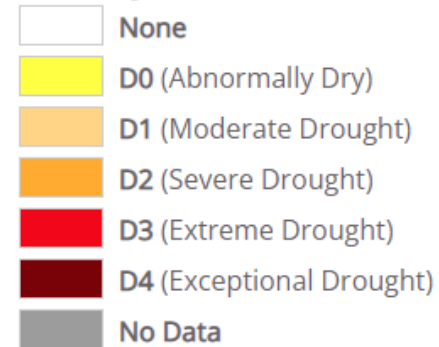 None
D0 (Abnormally Dry)
D1 (Moderate Drought)
D2 (Severe Drought)
D3 (Extreme Drought)
D4 (Exceptional Drought)
No Data